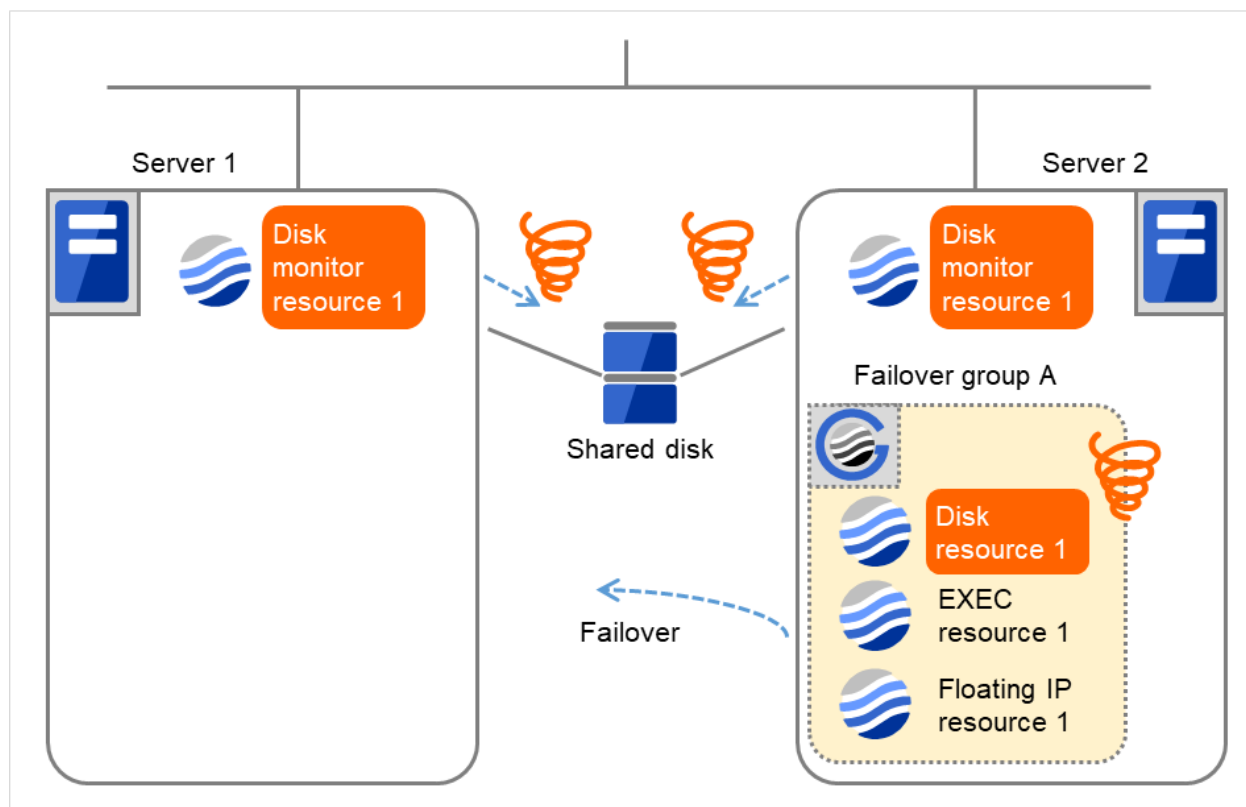 Server 1
Server 2
Disk
monitor
resource 1
Disk
monitor
resource 1
Shared disk
Failover group A
Disk
resource 1
EXEC
resource 1
Failover
Floating IP
resource 1